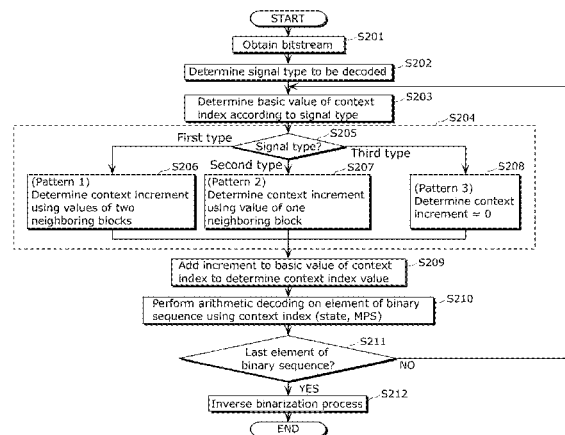 START
Obtain bitstream
S201
Determine signal type to be decoded
S202
Determine basic value of context
index according to signal type
S203
S204
Signal type?
S205
First type
Second type
Third type
S206
(Pattern 1)
Determine context increment
using values of two
neighboring blocks
S207
(Pattern 2)
Determine context increment
using value of one
neighboring block
S208
(Pattern 3)
Determine context
increment = 0
Add increment to basic value of context
index to determine context index value
S209
Perform arithmetic decoding on element of binary
sequence using context index (state, MPS)
S210
Last element of
binary sequence?
S211
NO
YES
Inverse binarization process
S212
END